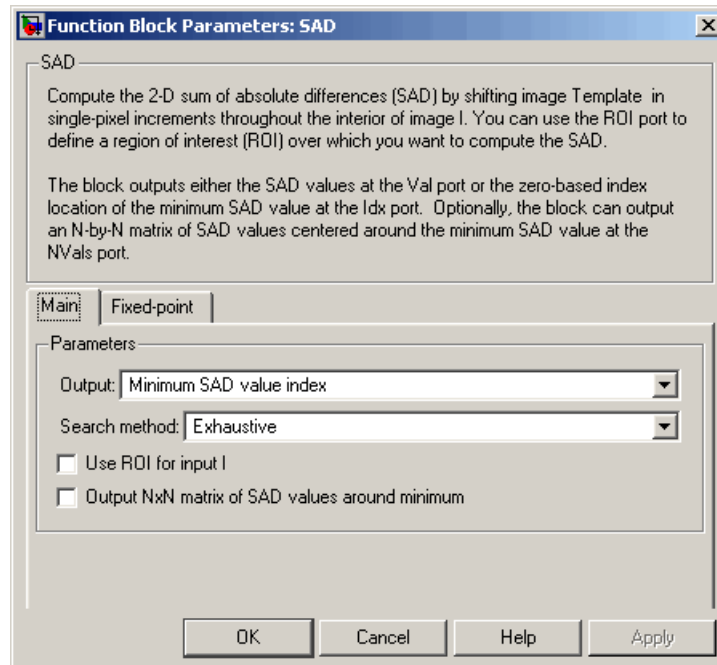 Function Block Parameters: SAD
SAD
Compute the 2-D sum of absolute differences (SAD) by shifting image Template in
single-pixel increments throughout the interior of image I. You can use the ROI port to
define a region of interest (ROI) over which you want to compute the SAD.
The block outputs either the SAD values at the Val port or the zero-based index
location of the minimum SAD value at the Idx port. Optionally, the block can output
an N-by-N matrix of SAD values centered around the minimum SAD value at the
NVals port.
Main Fixed-point
Parameters
Output: Minimum SAD value index
Search method: Exhaustive
Use ROI for input I
Output NxN matrix of SAD values around minimum
OK Cancel Help Apply